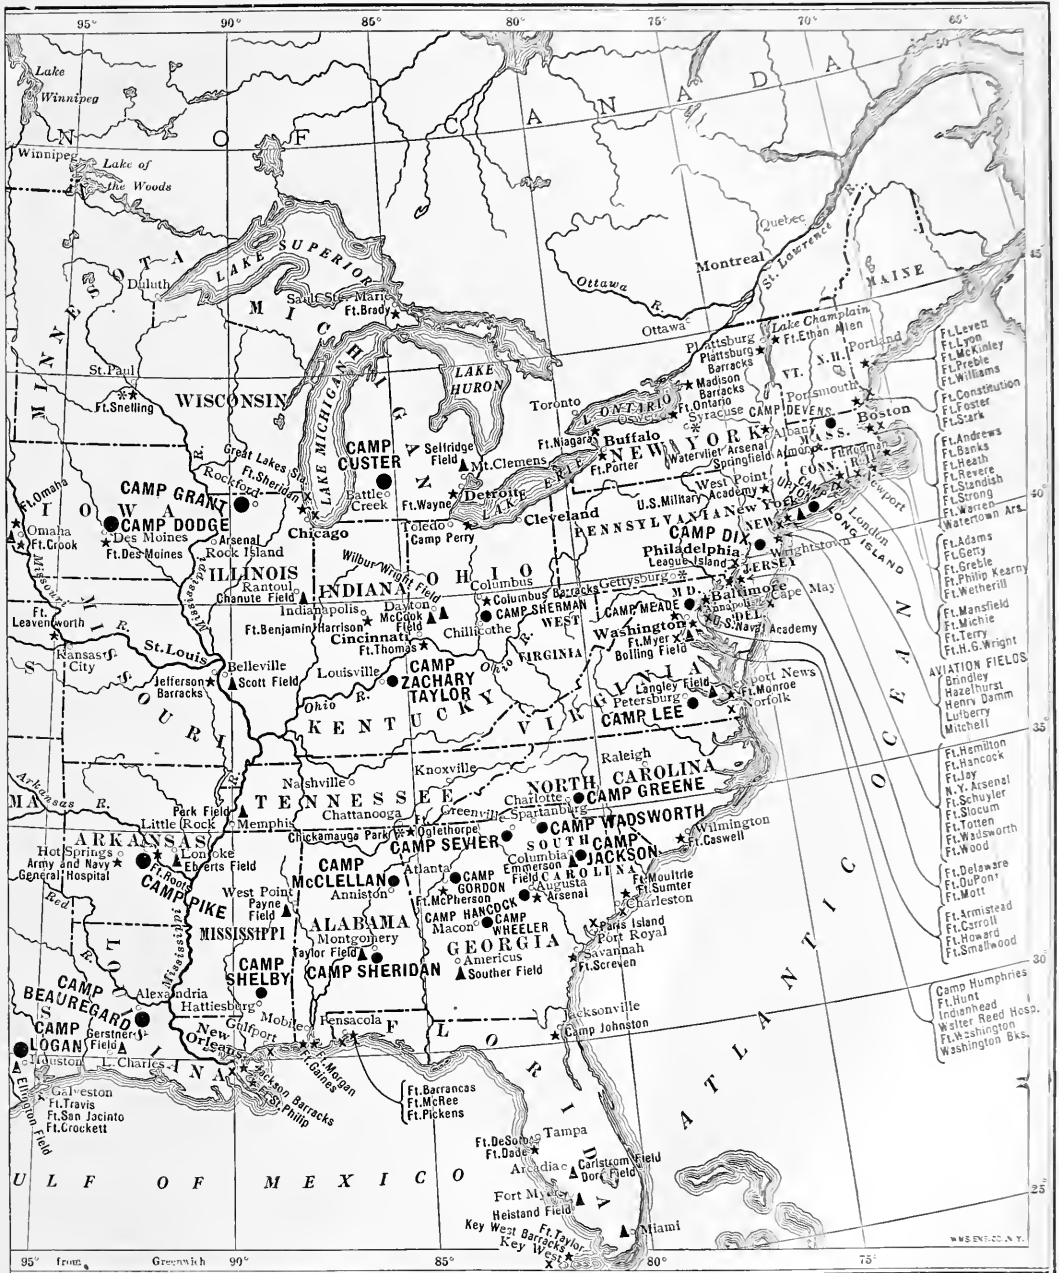 95°
90°
85°
80°
75°
70°
65°
50
Lake
Winnipeg
CANADA
N OF
Winnipeg
Lake of
the Woods
Quebec
R.
St. Lawrence
Montreal
45°
MAINE
MINNESOTA
LAKE SUPERIOR
Duluth
Sault Ste. Marie
Ft.Brady
MICHIGAN
Ottawa R.
Ottawa
Lake Champlain
Ft.Ethan Allen
Plattsburg
Plattsburg
Barracks
Madison
Barracks
Ft.Ontario
VT.
N.H.
Portland
Portsmouth
Ft.Levett
Ft.Lyon
Ft.McKinley
Ft.Preble
Ft.Williams
Ft.Constitution
Ft.Foster
Ft.Stark
St.Paul
Ft.Snelling
WISCONSIN
LAKE MICHIGAN
LAKE
HURON
Toronto
L. ONTARIO
Syracuse
CAMP DEVENS
Boston
Albany
MASS.
Ft.Niagara
Buffalo
Ft.Porter
NEW YORK
Watervliet Arsenal
Springfield Armory
Ft.Rodman
CONN.
R.I.
Newport
Ft.Andrews
Ft.Banks
Ft.Heath
Ft.Revere
Ft.Standish
Ft.Strong
Ft.Warren
Watertown Ars.
CAMP
CUSTER
Battle
Creek
Selfridge
Field
Mt.Clemens
Ft.Wayne
Detroit
LAKE ERIE
Toledo
Camp Perry
Cleveland
Great Lakes Sta.
Ft.Sheridan
Rockford
CAMP GRANT
Chicago
West Point
U.S.Military Academy
CAMP
UPTON
New York
40°
London
LONG ISLAND
Ft.Omaha
Omaha
Ft.Crook
IOWA
CAMP DODGE
Des Moines
Ft.Des Moines
Arsenal
Rock Island
PENNSYLVANIA
CAMP DIX
NEW
JERSEY
Wrightstown
Philadelphia
League Island
Ft.Adams
Ft.Getty
Ft.Greble
Ft.Philip Kearny
Ft.Wetherill
Ft.Mansfield
Ft.Michie
Ft.Terry
Ft.H.G.Wright
ILLINOIS
Rantoul
Chanute Field
INDIANA
Wilbur Wright Field
OHIO
Indianapolis
Ft.Benjamin Harrison
Dayton
McCook
Field
Columbus
Columbus Barracks
CAMP SHERMAN
Chillicothe
Cincinnati
Ft.Thomas
Gettysburg
MD.
Baltimore
CAMP MEADE
Annapolis
DEL.
Cape May
U.S.Naval Academy
Washington
Ft.Myer
Bolling Field
AVIATION FIELDS
Brindley
Hazelhurst
Henry Damm
Lufberry
Mitchell
Missouri
R.
Mississippi
Ft.
Leavenworth
Kansas
City
MISSOURI
St.Louis
Belleville
Scott Field
Jefferson
Barracks
Louisville
CAMP
ZACHARY
TAYLOR
Ohio R.
Ohio R.
WEST
VIRGINIA
KENTUCKY
VIRGINIA
Langley Field
Petersburg
CAMP LEE
Ft.Monroe
Norfolk
35°
Ft.Hamilton
Ft.Hancock
Ft.Jay
N.Y. Arsenal
Ft.Schuyler
Ft.Slocum
Ft.Totten
Ft.Wadsworth
Ft.Wood
Arkansas R.
MA
Park Field
Little Rock
Memphis
Nashville
TENNESSEE
Chattanooga
Knoxville
Raleigh
NORTH CAROLINA
Charlotte
CAMP GREENE
Greenville
Spartanburg
CAMP WADSWORTH
Chickamauga Park
Ft.
Oglethorpe
CAMP SEVIER
Wilmington
Ft.Caswell
Ft.Delaware
Ft.DuPont
Ft.Mott
Ft.Armistead
Ft.Carroll
Ft.Howard
Ft.Smallwood
ARKANSAS
Hot Springs
Army and Navy
General Hospital
Ft.Roots
Lonoke
Eberts Field
CAMP PIKE
SOUTH
CAROLINA
Columbia
Emmerson
Field
CAMP
JACKSON
CAMP
McCLELLAN
Anniston
Atlanta
CAMP
GORDON
Ft.McPherson
Augusta
Arsenal
CAMP HANCOCK
Macon
CAMP
WHEELER
Ft.Moultrie
Ft.Sumter
Charleston
Paris Island
Port Royal
Savannah
Ft.Screven
Red
R.
West Point
Payne
Field
MISSISSIPPI
Mississippi
R.
ALABAMA
Montgomery
Taylor Field
CAMP SHERIDAN
GEORGIA
Americus
Souther Field
30°
ATLANTIC OCEAN
Camp Humphries
Ft.Hunt
Indianhead
Walter Reed Hosp.
Ft.Washington
Washington Bks.
CAMP
SHELBY
Hattiesburg
LOUISIANA
CAMP
BEAUREGARD
Alexandria
CAMP
LOGAN
Houston
Gerstner
Field
L. Charles
New
Orleans
Gulfport
Mobile
Pensacola
Ft.Morgan
Ft.Gaines
Jackson Barracks
Ft.St.Philip
Jacksonville
Camp Johnston
FLORIDA
Ft.Barrancas
Ft.McRee
Ft.Pickens
Ellington Field
Galveston
Ft.Travis
Ft.San Jacinto
Ft.Crockett
Ft.DeSoto
Ft.Dade
Tampa
Arcadia
Carlstrom Field
Dorr Field
Fort Myers
Heistand Field
Miami
Ft.Taylor
Key West Barracks
Key West
ULF OF MEXICO
25°
95° from Greenwich
90°
85°
80°
75°